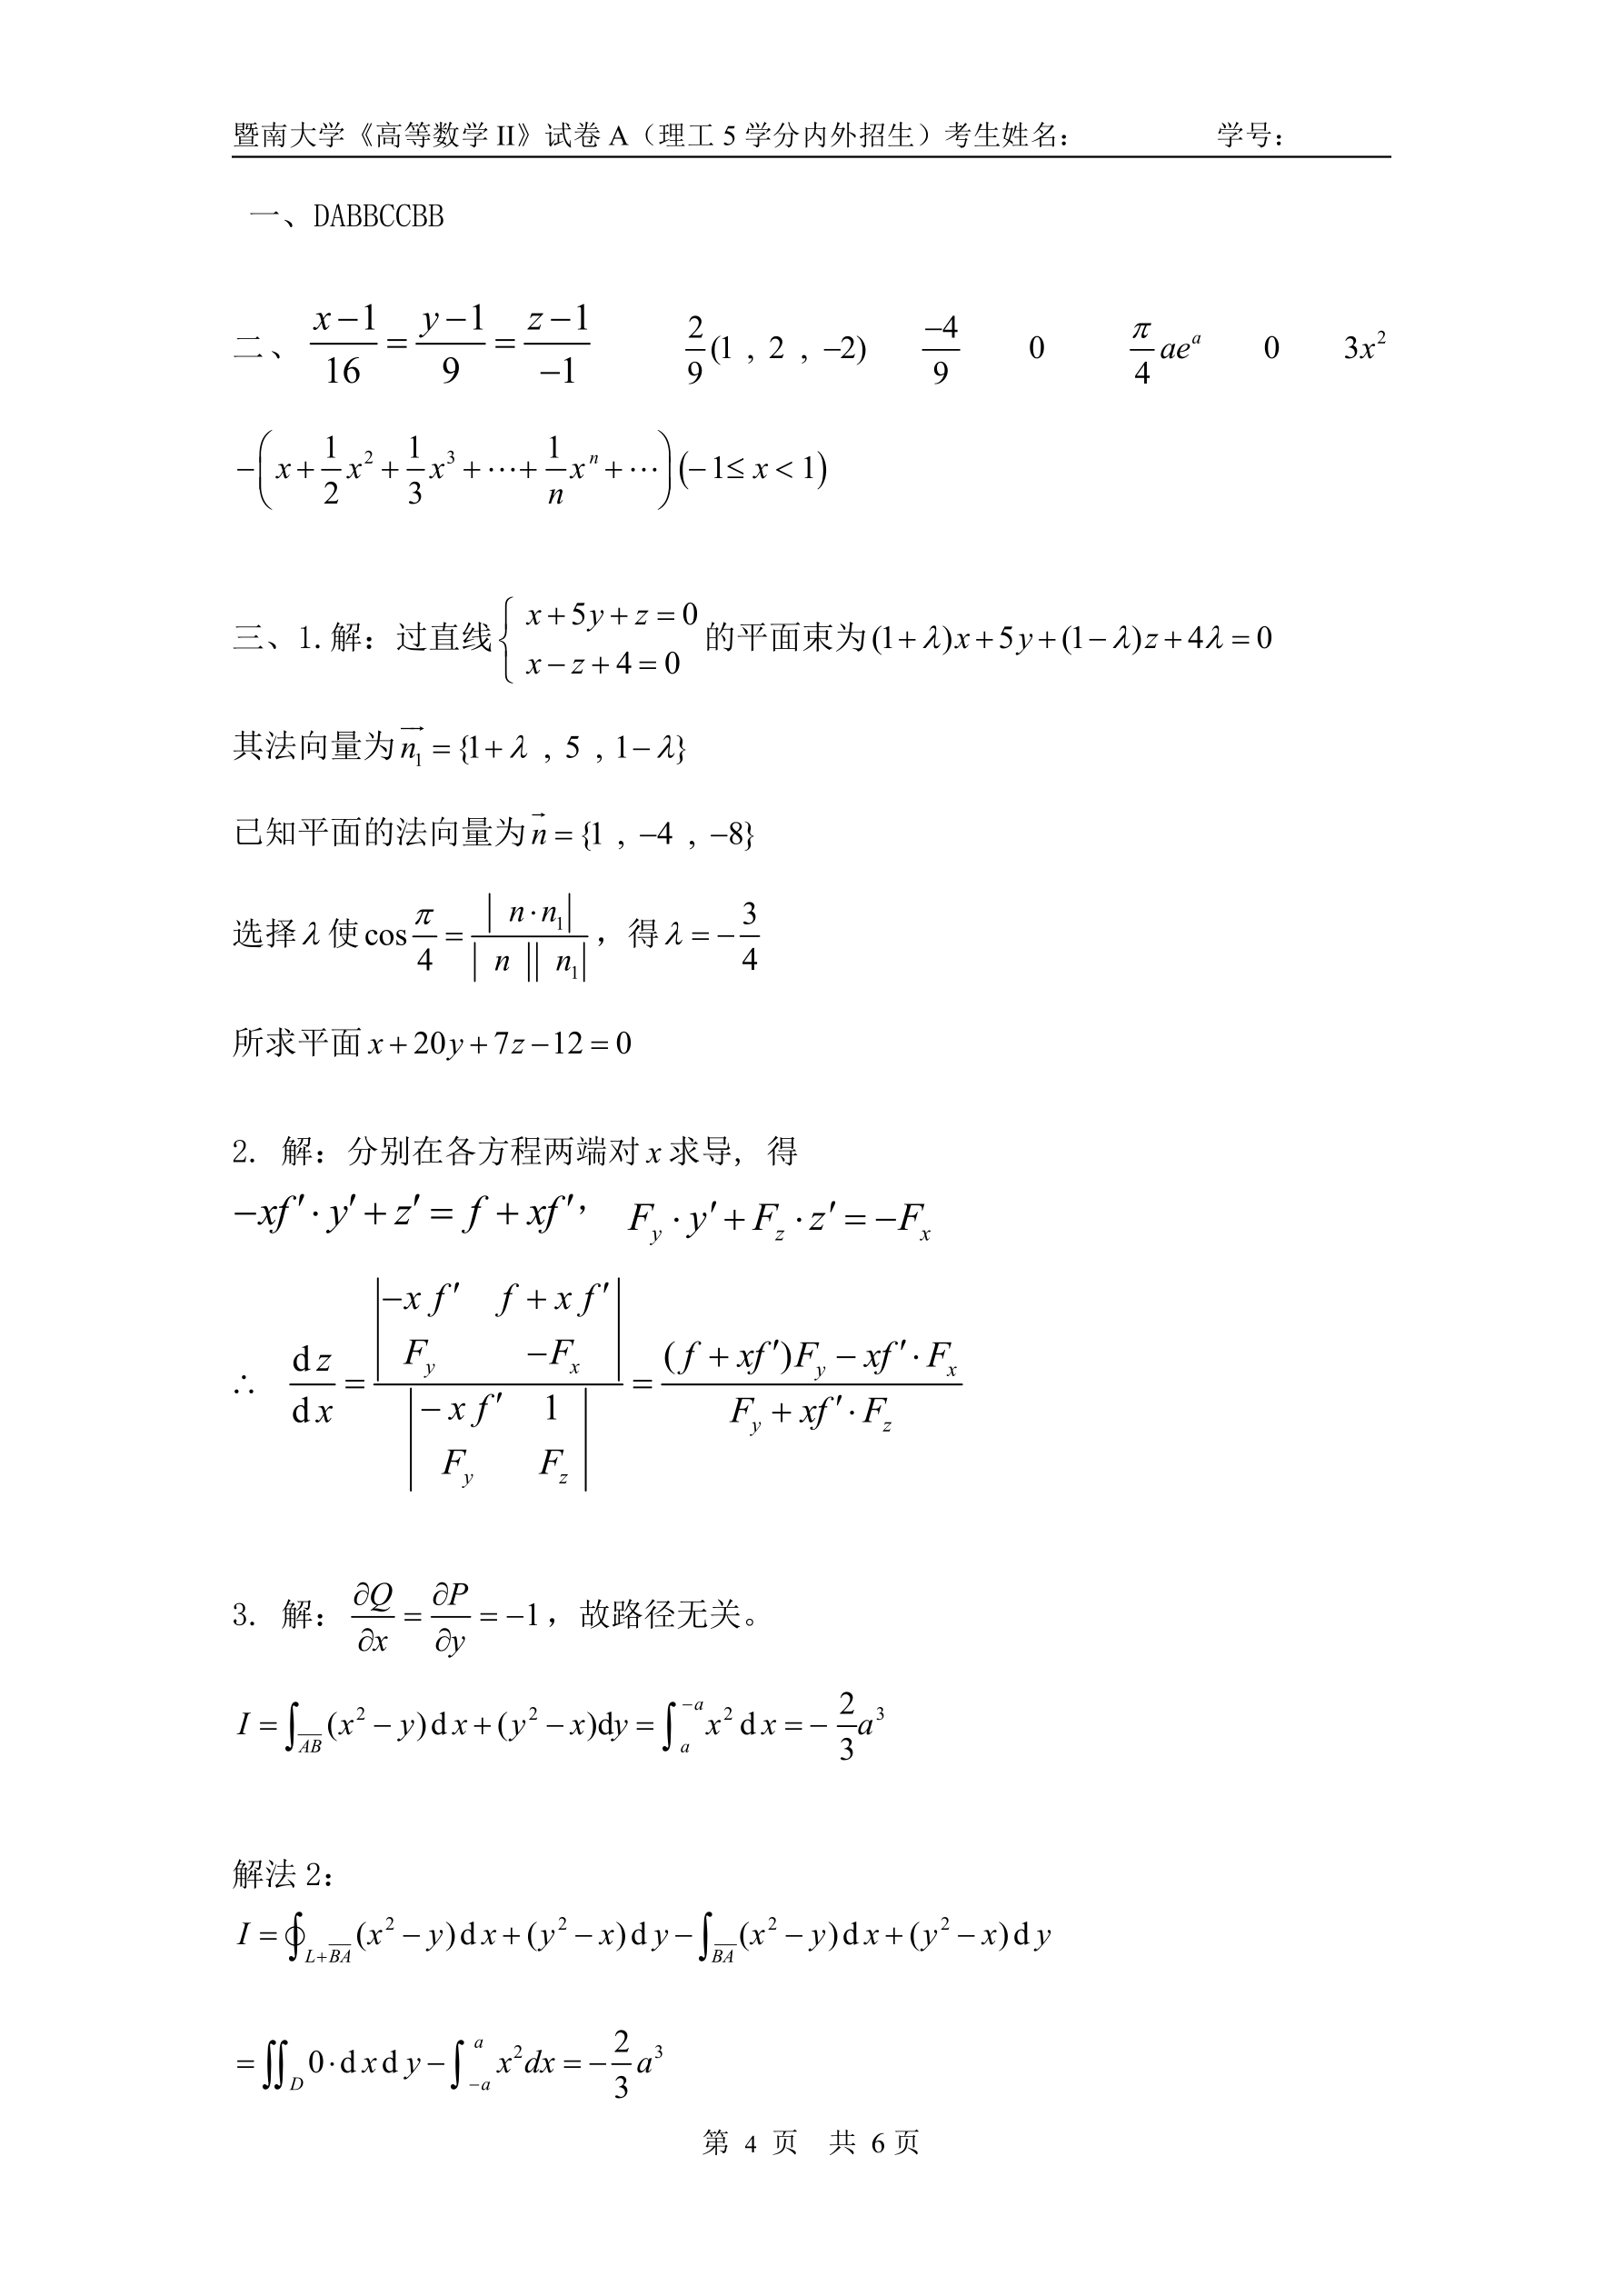 暨南大学《高等数学 II》试卷 A（理工 5 学分内外招生）考生姓名： 学号：
一、DABBCCBB
二、$\frac{x-1}{16}=\frac{y-1}{9}=\frac{z-1}{-1}$ $\frac{2}{9}(1 , 2 , -2)$ $\frac{-4}{9}$ 0 $\frac{\pi}{4}ae^{a}$ 0 $3x^{2}$
$-\left(x+\frac{1}{2}x^{2}+\frac{1}{3}x^{3}+\cdots+\frac{1}{n}x^{n}+\cdots\right)(-1\le x<1)$
三、1.解：过直线$\begin{cases} x+5y+z=0 \\ x-z+4=0 \end{cases}$的平面束为$(1+\lambda)x+5y+(1-\lambda)z+4\lambda=0$
其法向量为$\overrightarrow{n_1}=\{1+\lambda , 5 , 1-\lambda\}$
已知平面的法向量为$\vec{n}=\{1 , -4 , -8\}$
选择$\lambda$使$\cos\frac{\pi}{4}=\frac{|n\cdot n_1|}{|n||n_1|}$，得$\lambda=-\frac{3}{4}$
所求平面$x+20y+7z-12=0$
2. 解：分别在各方程两端对$x$求导, 得
$-xf'\cdot y'+z'=f+xf'$， $F_y\cdot y'+F_z\cdot z'=-F_x$
$\therefore \frac{dz}{dx}=\frac{\begin{vmatrix} -xf' & f+xf' \\ F_y & -F_x \end{vmatrix}}{\begin{vmatrix} -xf' & 1 \\ F_y & F_z \end{vmatrix}}=\frac{(f+xf')F_y-xf'\cdot F_x}{F_y+xf'\cdot F_z}$
3. 解：$\frac{\partial Q}{\partial x}=\frac{\partial P}{\partial y}=-1$，故路径无关。
$I=\int_{\overline{AB}}(x^2-y)dx+(y^2-x)dy=\int_{a}^{-a}x^2dx=-\frac{2}{3}a^3$
解法 2：
$I=\oint_{L+\overline{BA}}(x^2-y)dx+(y^2-x)dy-\int_{\overline{BA}}(x^2-y)dx+(y^2-x)dy$
$=\iint_D 0\cdot dxdy-\int_{-a}^{a}x^2dx=-\frac{2}{3}a^3$
第 4 页 共 6 页